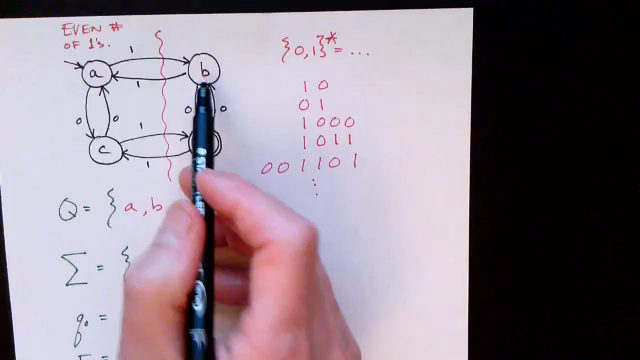 EVEN #
OF 1's.
{0,1}* = ...
1
a
b
1
0
0
0
1
c
1
1 0
0 1
1 0 0 0
1 0 1 1
0 0 1 1 0 1
⋮
Q = { a, b
Σ = {
q₀ =